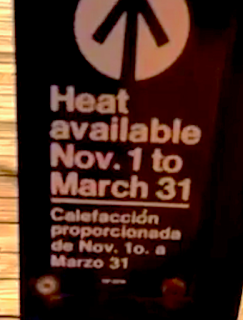 Heat
available
Nov. 1 to
March 31
Calefacción
proporcionada
de Nov. 1o. a
Marzo 31